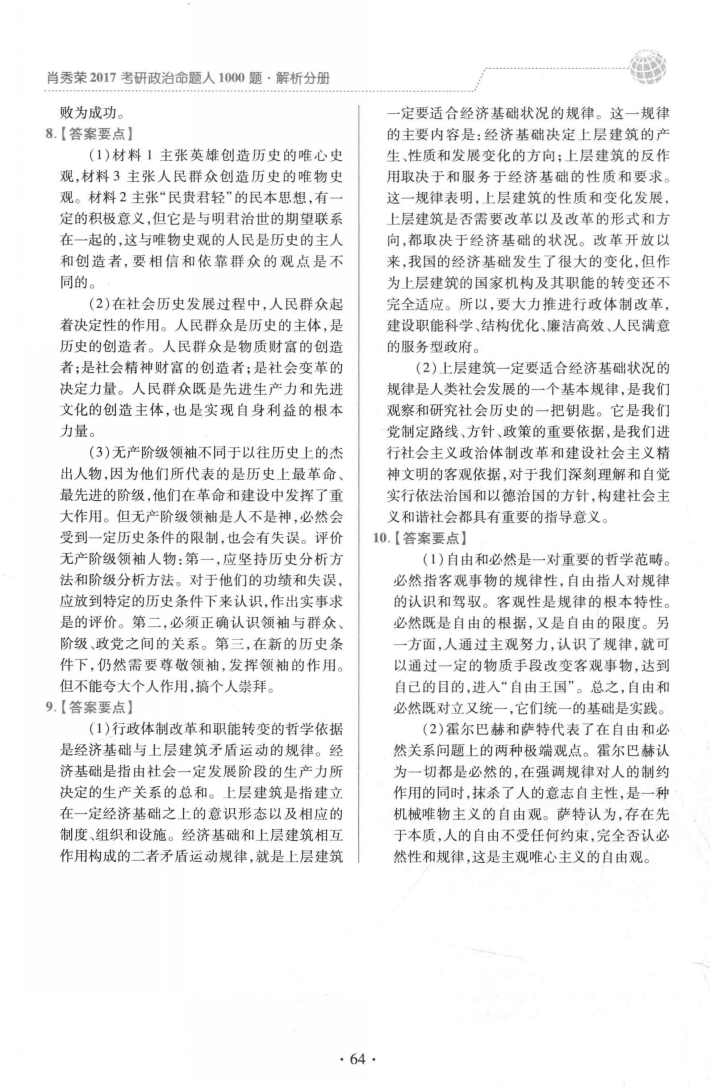 肖秀荣2017考研政治命题人1000题·解析分册
败为成功。
8.【答案要点】
(1)材料1主张英雄创造历史的唯心史
观,材料3主张人民群众创造历史的唯物史
观。材料2主张“民贵君轻”的民本思想,有一
定的积极意义,但它是与明君治世的期望联系
在一起的,这与唯物史观的人民是历史的主人
和创造者,要相信和依靠群众的观点是不
同的。
(2)在社会历史发展过程中,人民群众起
着决定性的作用。人民群众是历史的主体,是
历史的创造者。人民群众是物质财富的创造
者;是社会精神财富的创造者;是社会变革的
决定力量。人民群众既是先进生产力和先进
文化的创造主体,也是实现自身利益的根本
力量。
(3)无产阶级领袖不同于以往历史上的杰
出人物,因为他们所代表的是历史上最革命、
最先进的阶级,他们在革命和建设中发挥了重
大作用。但无产阶级领袖是人不是神,必然会
受到一定历史条件的限制,也会有失误。评价
无产阶级领袖人物:第一,应坚持历史分析方
法和阶级分析方法。对于他们的功绩和失误,
应放到特定的历史条件下来认识,作出实事求
是的评价。第二,必须正确认识领袖与群众、
阶级、政党之间的关系。第三,在新的历史条
件下,仍然需要尊敬领袖,发挥领袖的作用。
但不能夸大个人作用,搞个人崇拜。
9.【答案要点】
(1)行政体制改革和职能转变的哲学依据
是经济基础与上层建筑矛盾运动的规律。经
济基础是指由社会一定发展阶段的生产力所
决定的生产关系的总和。上层建筑是指建立
在一定经济基础之上的意识形态以及相应的
制度、组织和设施。经济基础和上层建筑相互
作用构成的二者矛盾运动规律,就是上层建筑
一定要适合经济基础状况的规律。这一规律
的主要内容是:经济基础决定上层建筑的产
生、性质和发展变化的方向;上层建筑的反作
用取决于和服务于经济基础的性质和要求。
这一规律表明,上层建筑的性质和变化发展,
上层建筑是否需要改革以及改革的形式和方
向,都取决于经济基础的状况。改革开放以
来,我国的经济基础发生了很大的变化,但作
为上层建筑的国家机构及其职能的转变还不
完全适应。所以,要大力推进行政体制改革,
建设职能科学、结构优化、廉洁高效、人民满意
的服务型政府。
(2)上层建筑一定要适合经济基础状况的
规律是人类社会发展的一个基本规律,是我们
观察和研究社会历史的一把钥匙。它是我们
党制定路线、方针、政策的重要依据,是我们进
行社会主义政治体制改革和建设社会主义精
神文明的客观依据,对于我们深刻理解和自觉
实行依法治国和以德治国的方针,构建社会主
义和谐社会都具有重要的指导意义。
10.【答案要点】
(1)自由和必然是一对重要的哲学范畴。
必然指客观事物的规律性,自由指人对规律
的认识和驾驭。客观性是规律的根本特性。
必然既是自由的根据,又是自由的限度。另
一方面,人通过主观努力,认识了规律,就可
以通过一定的物质手段改变客观事物,达到
自己的目的,进入“自由王国”。总之,自由和
必然既对立又统一,它们统一的基础是实践。
(2)霍尔巴赫和萨特代表了在自由和必
然关系问题上的两种极端观点。霍尔巴赫认
为一切都是必然的,在强调规律对人的制约
作用的同时,抹杀了人的意志自主性,是一种
机械唯物主义的自由观。萨特认为,存在先
于本质,人的自由不受任何约束,完全否认必
然性和规律,这是主观唯心主义的自由观。
·64·